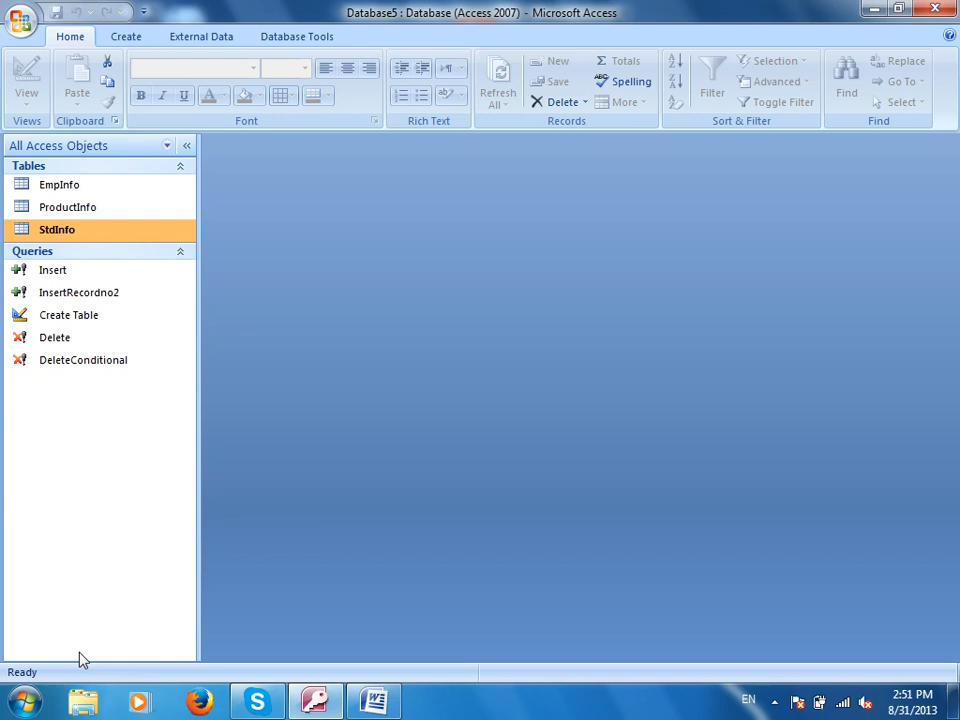 Database5 : Database (Access 2007) - Microsoft Access
Home Create External Data Database Tools
View
Views
Paste
Clipboard
B I U A
Font
Rich Text
Refresh All
New
Save
Delete
Totals
ABC Spelling
More
Records
Filter
Selection
Advanced
Toggle Filter
Sort & Filter
Find
Replace
Go To
Select
Find
All Access Objects
Tables
EmpInfo
ProductInfo
StdInfo
Queries
Insert
InsertRecordno2
Create Table
Delete
DeleteConditional
Ready
EN
2:51 PM
8/31/2013